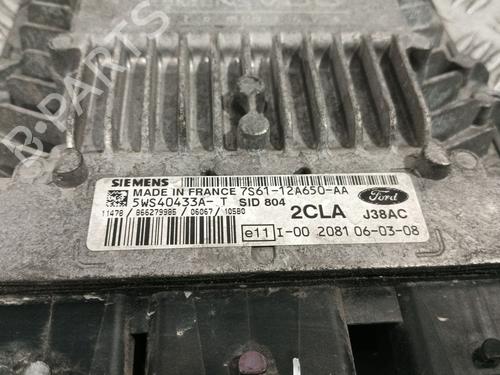 B-PARTS
SIEMENS
MADE IN FRANCE 7S61-12A650-AA
5WS40433A- T SID 804
11478 / 866279985 / 06067 / 10580
2CLA
Ford
J38AC
e11 I-00 2081 06-03-08